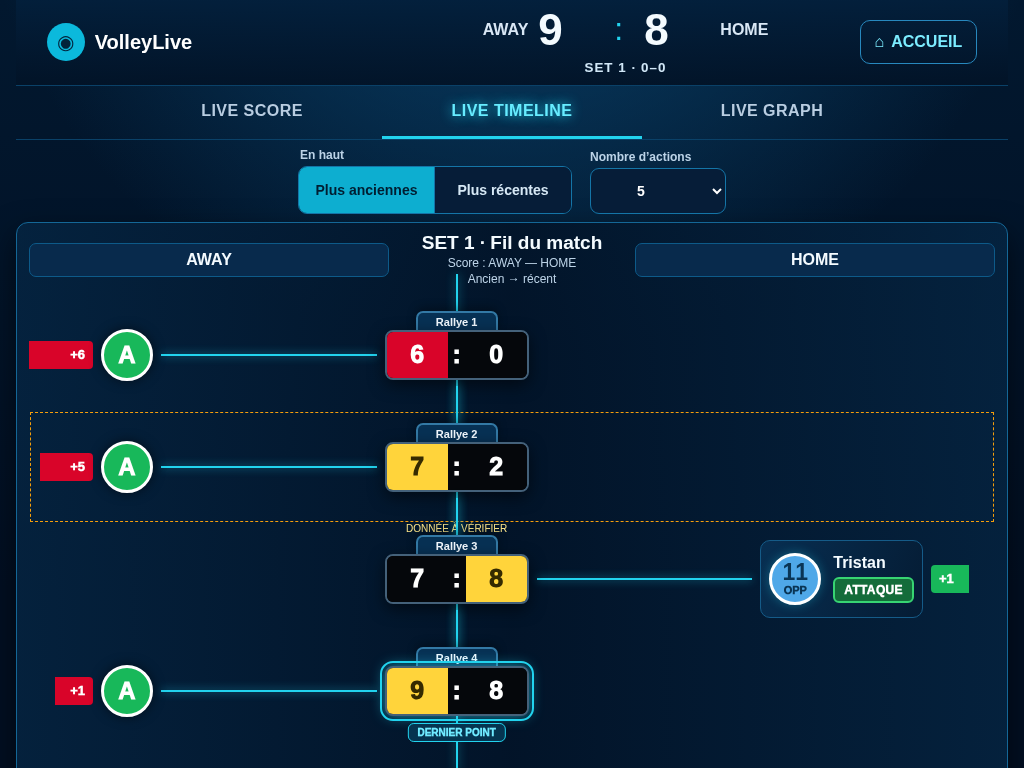 VolleyLive
AWAY 9 : 8 HOME
SET 1 · 0–0
⌂ ACCUEIL
LIVE SCORE
LIVE TIMELINE
LIVE GRAPH
En haut
Plus anciennes
Plus récentes
Nombre d'actions
5
AWAY
SET 1 · Fil du match
Score : AWAY — HOME
Ancien → récent
HOME
Rallye 1
+6 A 6 : 0
Rallye 2
+5 A 7 : 2
DONNÉE À VÉRIFIER
Rallye 3
7 : 8
11
OPP
Tristan
ATTAQUE
+1
Rallye 4
+1 A 9 : 8
DERNIER POINT